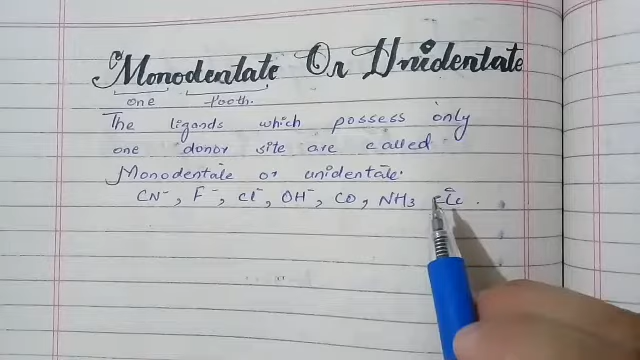 Monodentate Or Unidentate
one tooth.
The ligands which possess only
one donor site are called
Monodentate or unidentate.
CN⁻, F⁻, Cl⁻, OH⁻, CO, NH₃ etc.